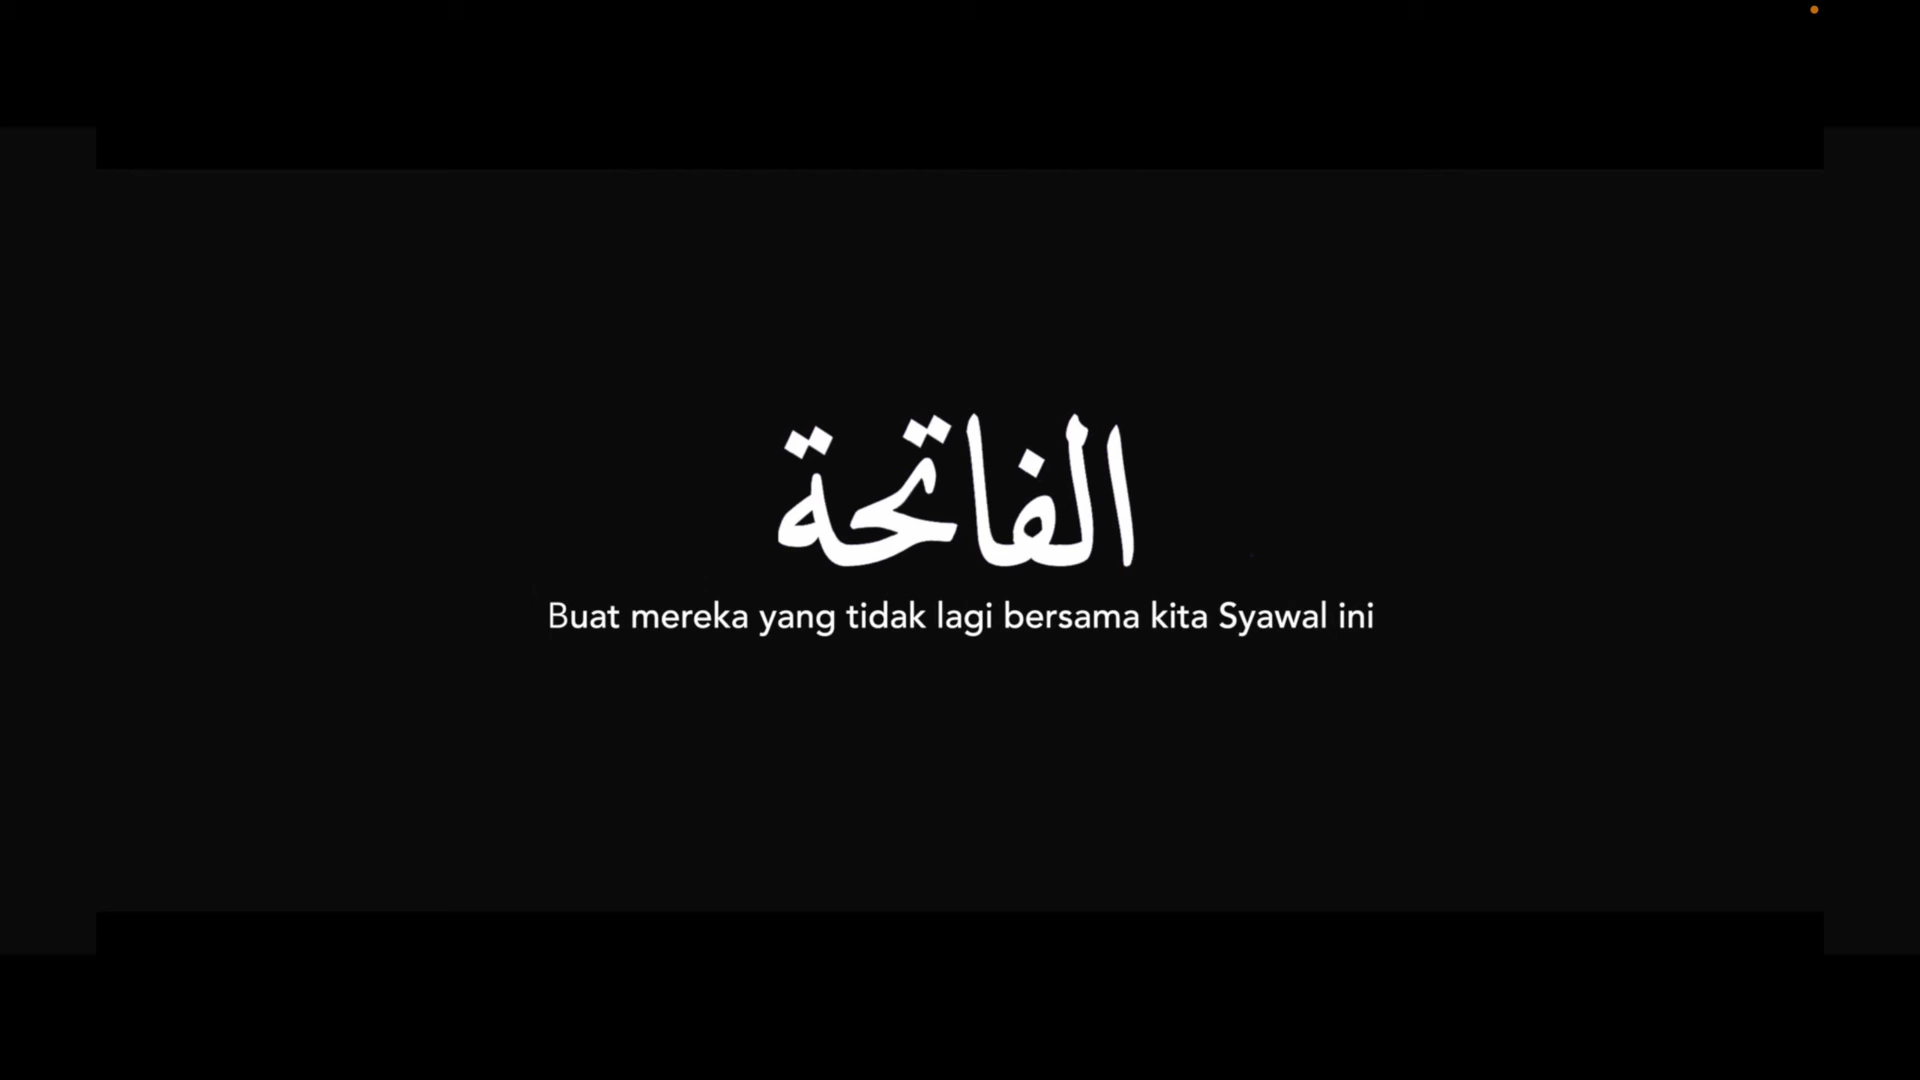 الفاتحة
Buat mereka yang tidak lagi bersama kita Syawal ini